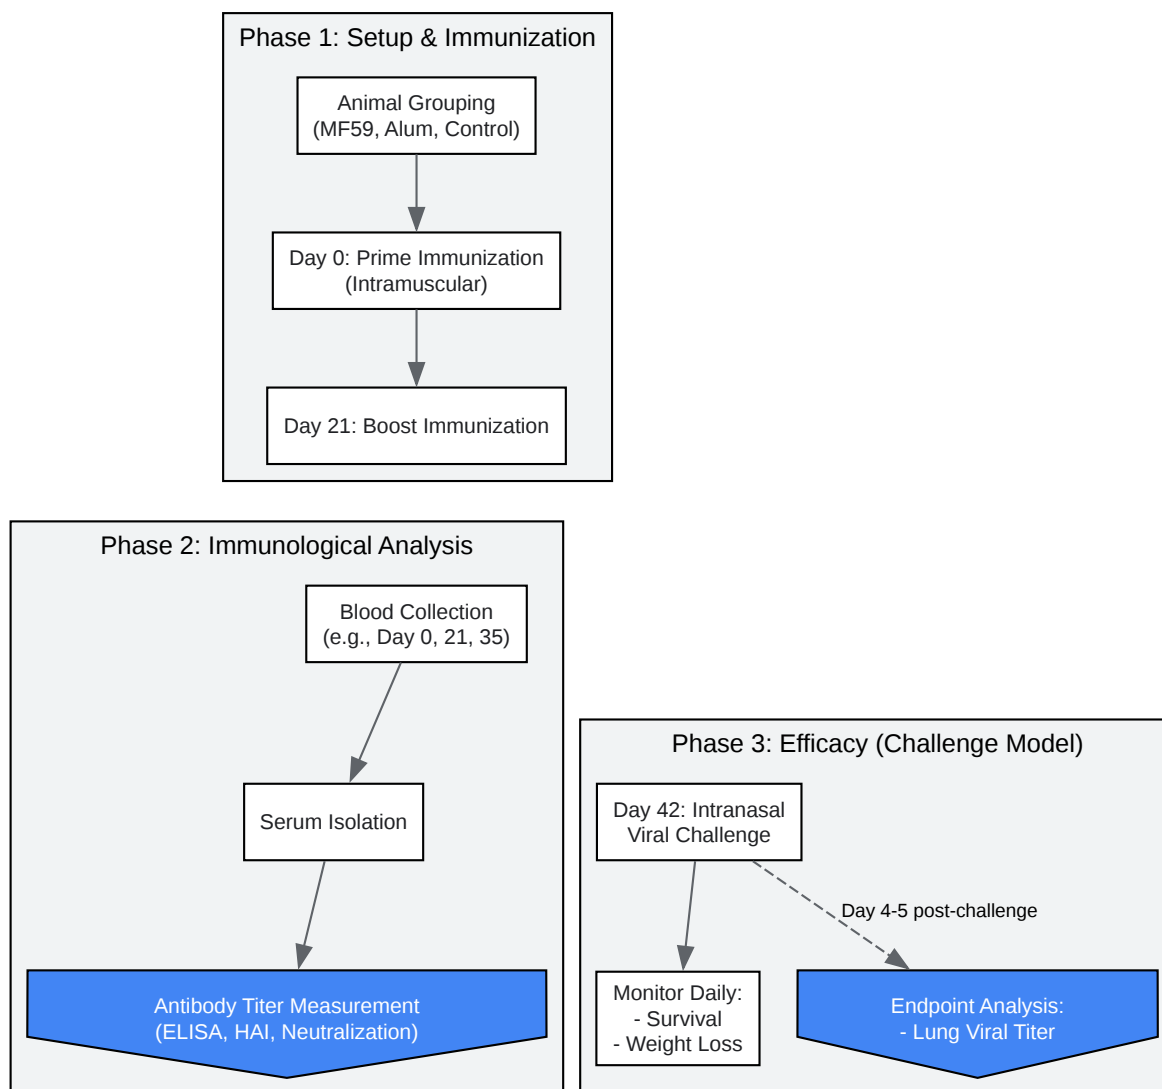 Phase 1: Setup & Immunization
Animal Grouping
(MF59, Alum, Control)
Day 0: Prime Immunization
(Intramuscular)
Day 21: Boost Immunization
Phase 2: Immunological Analysis
Blood Collection
(e.g., Day 0, 21, 35)
Serum Isolation
Antibody Titer Measurement
(ELISA, HAI, Neutralization)
Phase 3: Efficacy (Challenge Model)
Day 42: Intranasal
Viral Challenge
Day 4-5 post-challenge
Monitor Daily:
- Survival
- Weight Loss
Endpoint Analysis:
- Lung Viral Titer